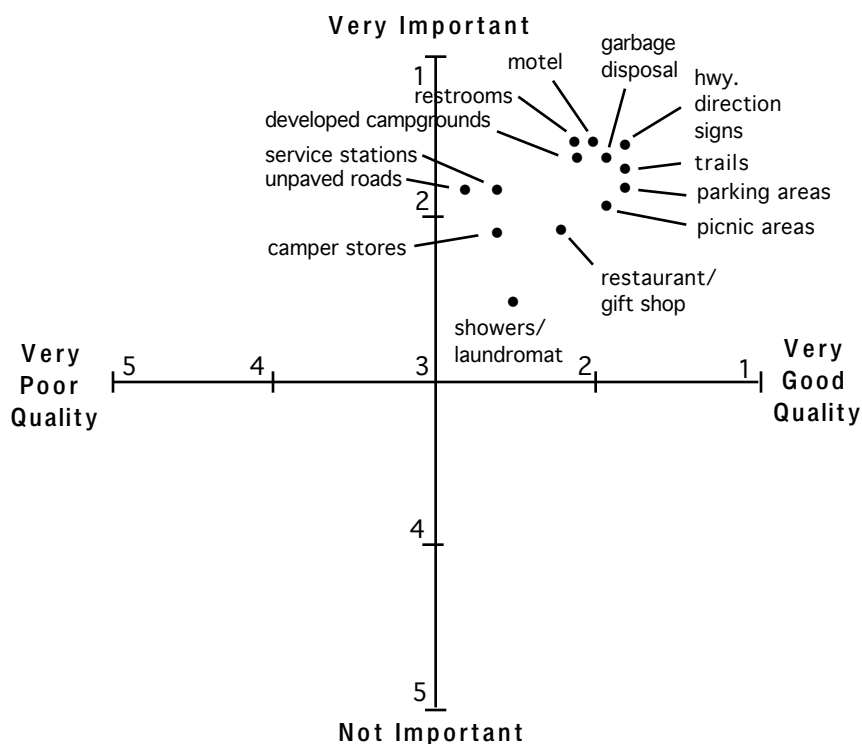 Very Important
garbage
disposal
motel
hwy.
direction
signs
1
restrooms
developed campgrounds
service stations
unpaved roads
trails
parking areas
2
picnic areas
camper stores
restaurant/
gift shop
showers/
laundromat
Very
Poor
Quality
5
4
3
2
1
Very
Good
Quality
4
5
Not Important